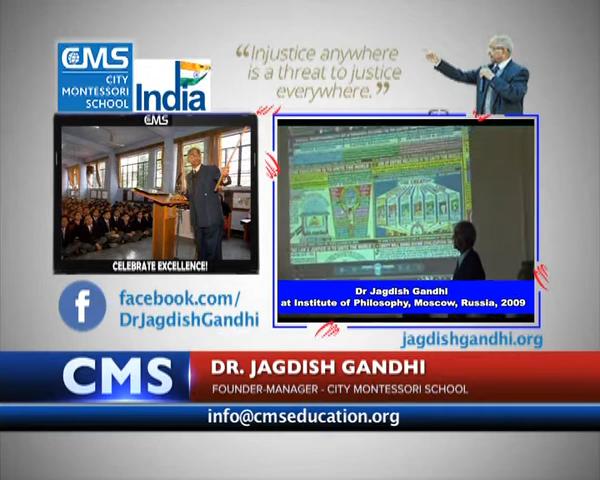 CMS
CITY
MONTESSORI
SCHOOL
India
“Injustice anywhere
is a threat to justice
everywhere.”
CMS
CELEBRATE EXCELLENCE!
Dr Jagdish Gandhi
at Institute of Philosophy, Moscow, Russia, 2009
facebook.com/
DrJagdishGandhi
jagdishgandhi.org
CMS
DR. JAGDISH GANDHI
FOUNDER-MANAGER - CITY MONTESSORI SCHOOL
info@cmseducation.org